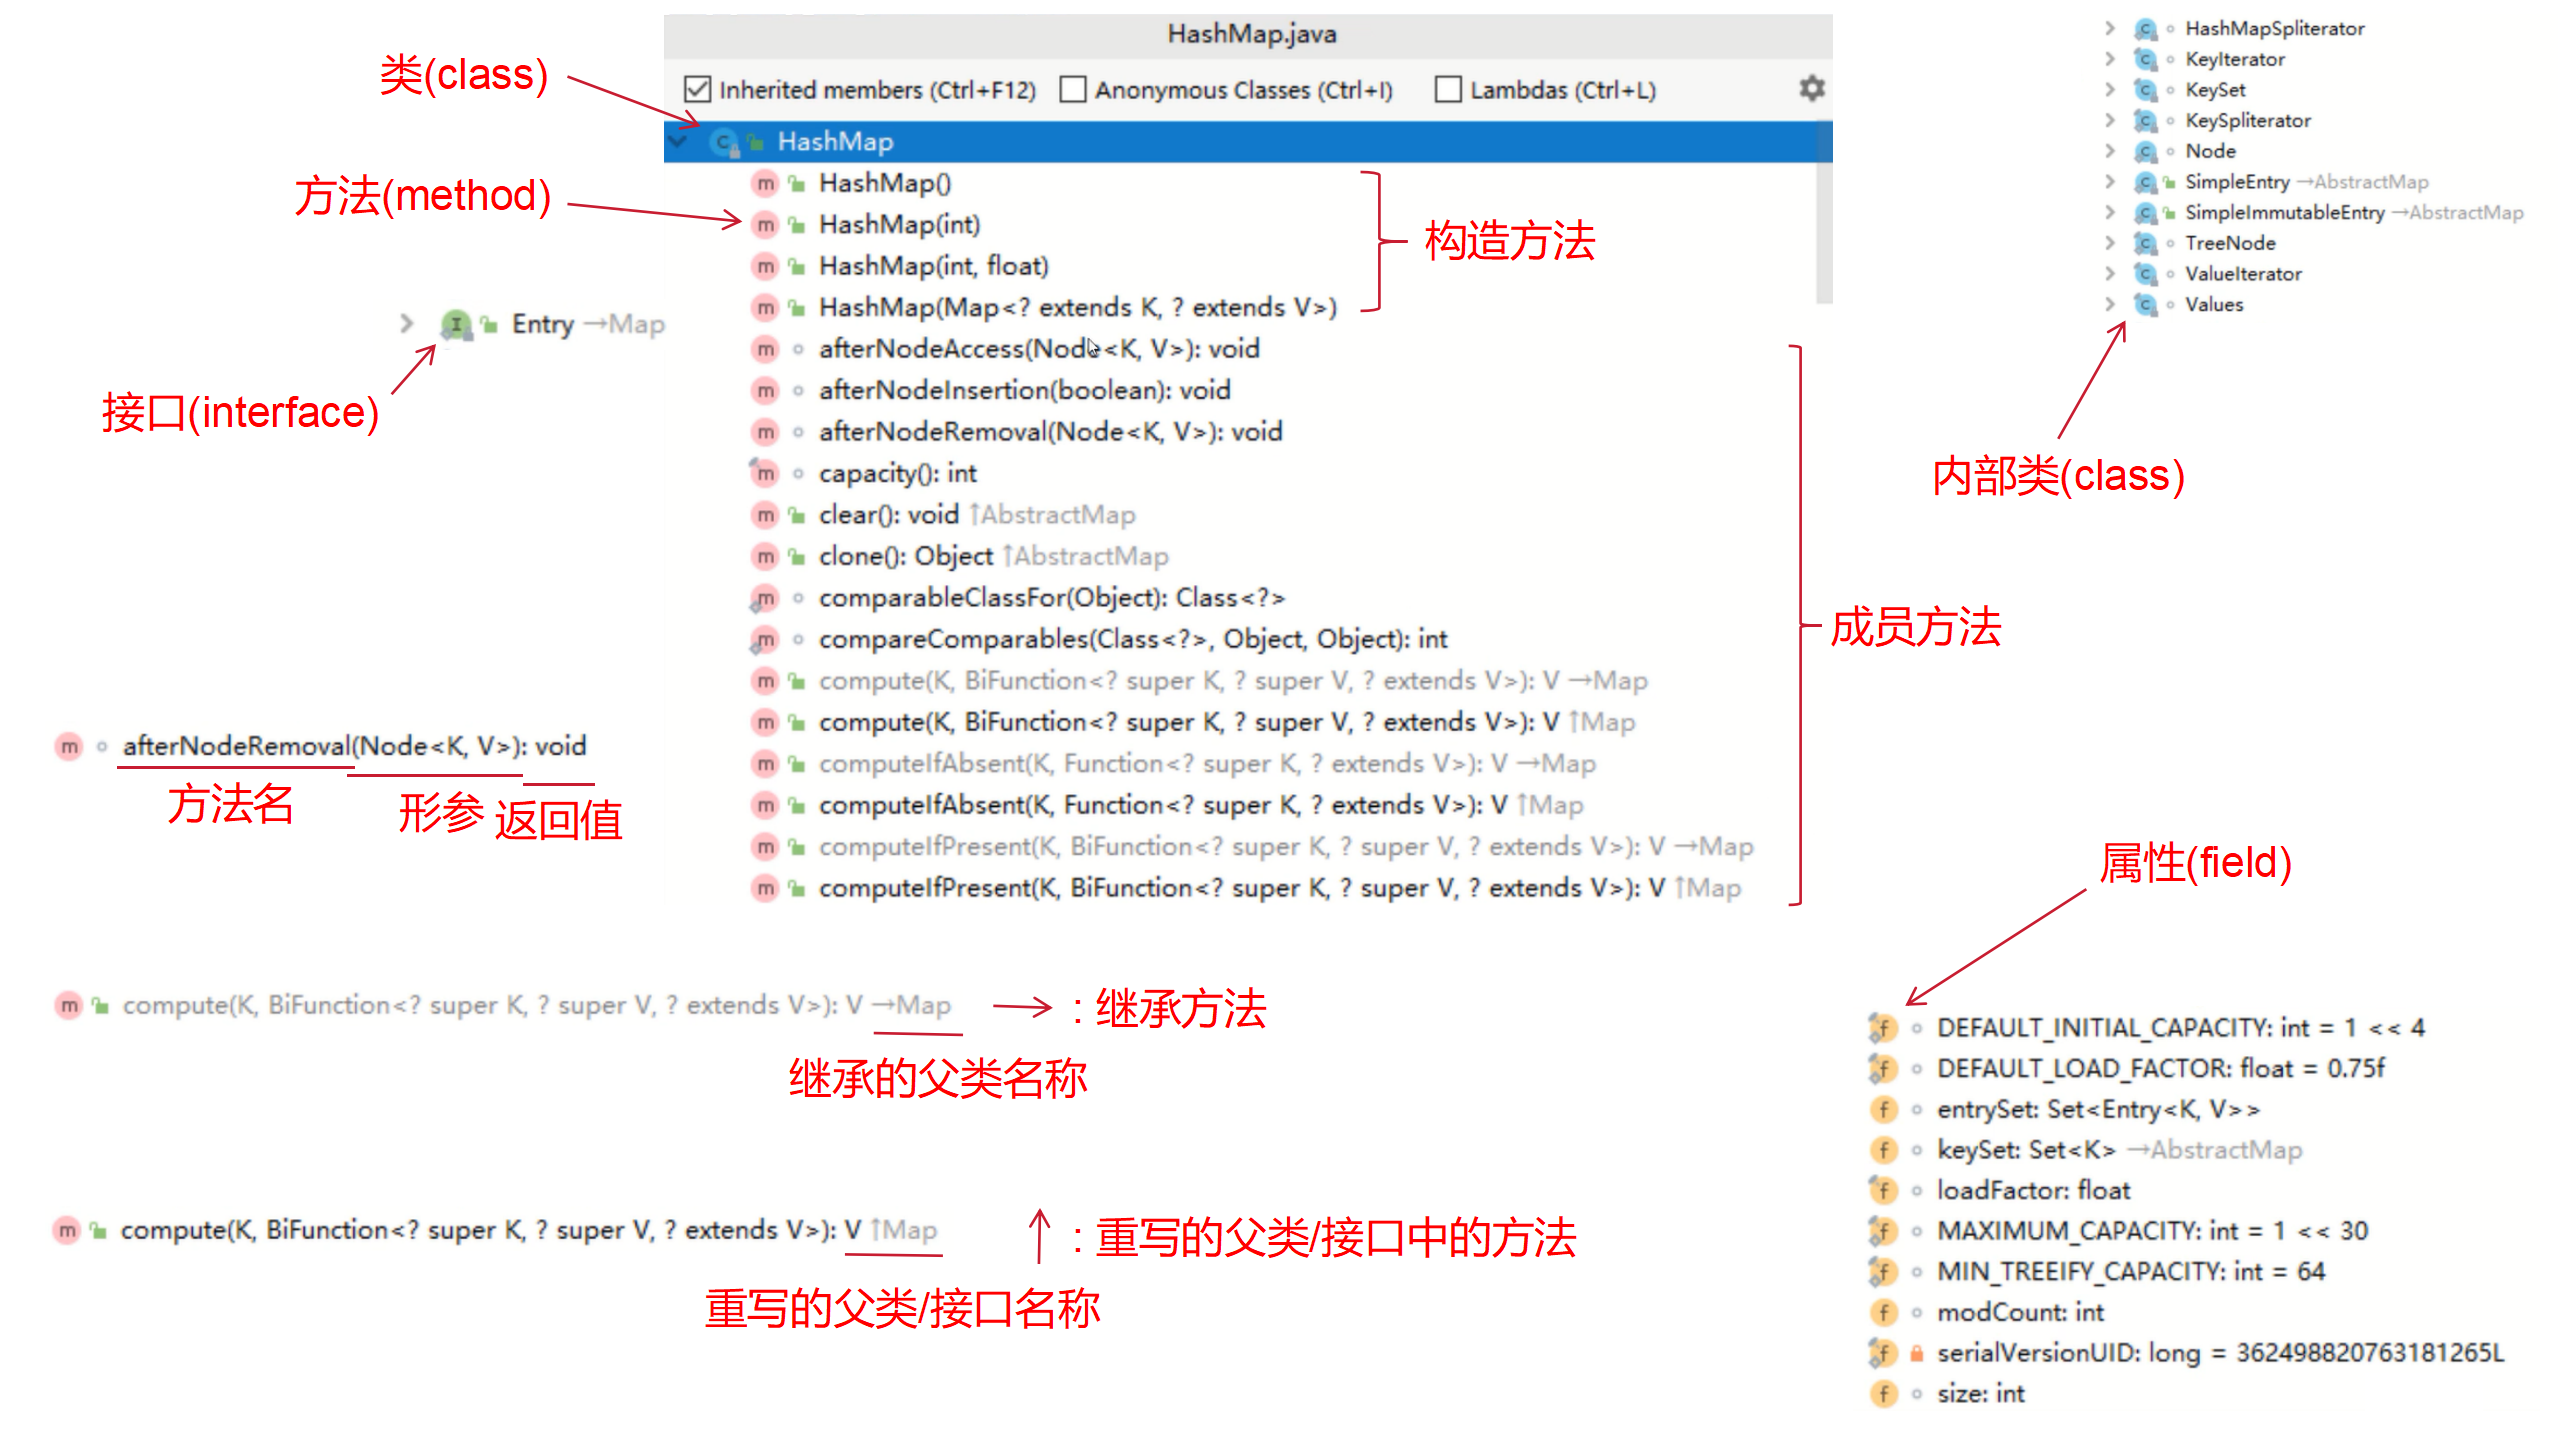 HashMap.java
Inherited members (Ctrl+F12)
Anonymous Classes (Ctrl+I)
Lambdas (Ctrl+L)
类(class)
HashMap
方法(method)
HashMap()
HashMap(int)
HashMap(int, float)
HashMap(Map<? extends K, ? extends V>)
构造方法
afterNodeAccess(Node<K, V>): void
afterNodeInsertion(boolean): void
afterNodeRemoval(Node<K, V>): void
capacity(): int
clear(): void ↑AbstractMap
clone(): Object ↑AbstractMap
comparableClassFor(Object): Class<?>
compareComparables(Class<?>, Object, Object): int
compute(K, BiFunction<? super K, ? super V, ? extends V>): V →Map
compute(K, BiFunction<? super K, ? super V, ? extends V>): V ↑Map
computeIfAbsent(K, Function<? super K, ? extends V>): V →Map
computeIfAbsent(K, Function<? super K, ? extends V>): V ↑Map
computeIfPresent(K, BiFunction<? super K, ? super V, ? extends V>): V →Map
computeIfPresent(K, BiFunction<? super K, ? super V, ? extends V>): V ↑Map
成员方法
Entry →Map
接口(interface)
HashMapSpliterator
KeyIterator
KeySet
KeySpliterator
Node
SimpleEntry →AbstractMap
SimpleImmutableEntry →AbstractMap
TreeNode
ValueIterator
Values
内部类(class)
afterNodeRemoval(Node<K, V>): void
方法名
形参
返回值
compute(K, BiFunction<? super K, ? super V, ? extends V>): V →Map
: 继承方法
继承的父类名称
compute(K, BiFunction<? super K, ? super V, ? extends V>): V ↑Map
: 重写的父类/接口中的方法
重写的父类/接口名称
属性(field)
DEFAULT_INITIAL_CAPACITY: int = 1 << 4
DEFAULT_LOAD_FACTOR: float = 0.75f
entrySet: Set<Entry<K, V>>
keySet: Set<K> →AbstractMap
loadFactor: float
MAXIMUM_CAPACITY: int = 1 << 30
MIN_TREEIFY_CAPACITY: int = 64
modCount: int
serialVersionUID: long = 362498820763181265L
size: int